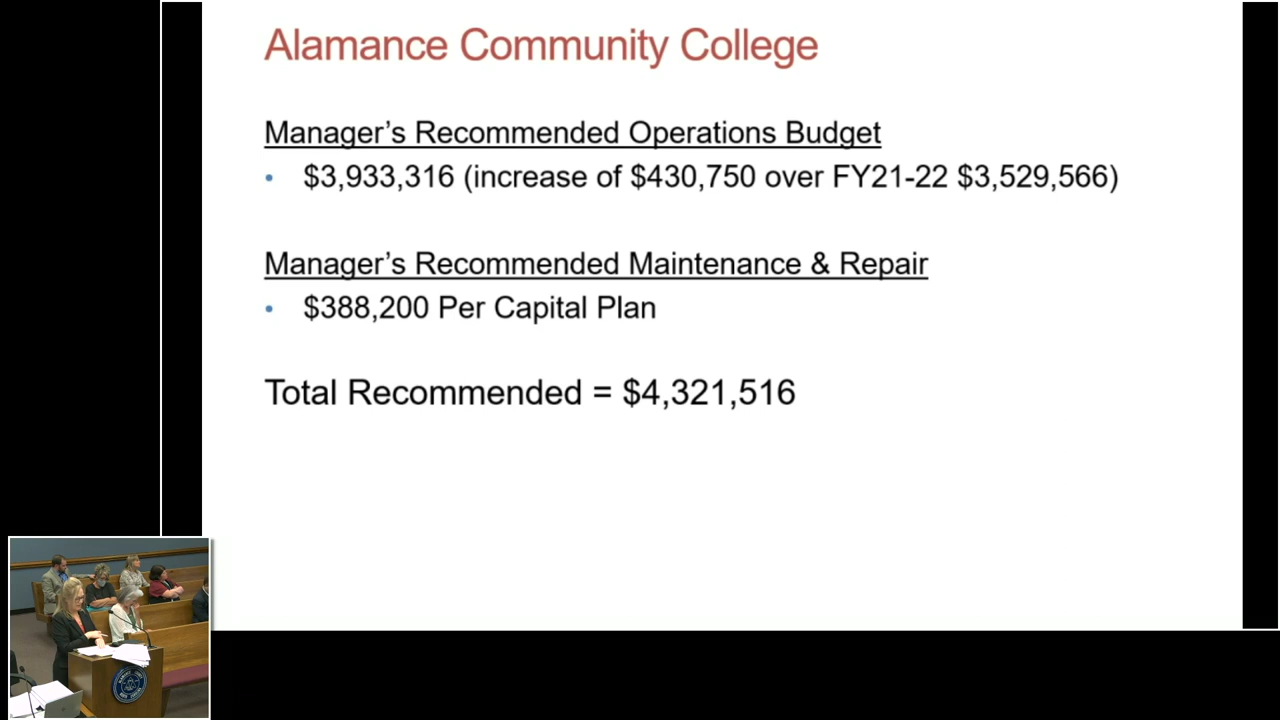 Alamance Community College
Manager’s Recommended Operations Budget
• $3,933,316 (increase of $430,750 over FY21-22 $3,529,566)
Manager’s Recommended Maintenance & Repair
• $388,200 Per Capital Plan
Total Recommended = $4,321,516